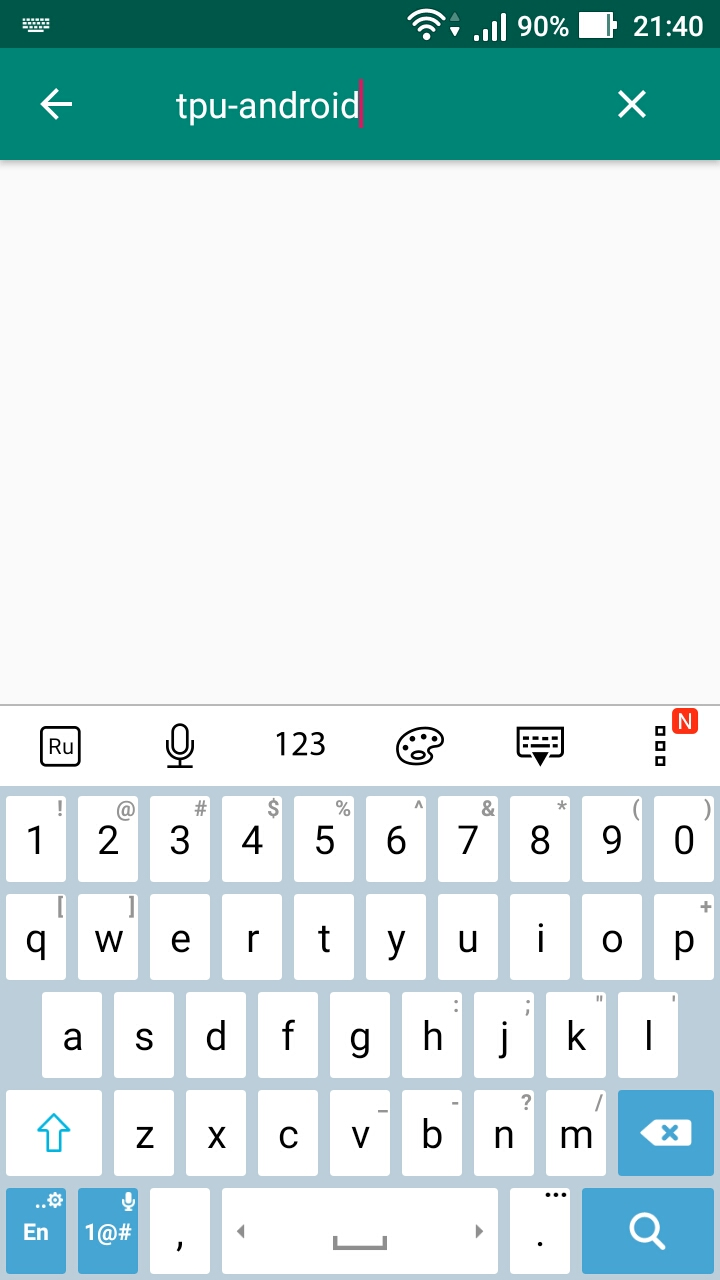 90% 21:40
tpu-android
Ru 123 N
! @ # $ % ^ & * ( )
1 2 3 4 5 6 7 8 9 0
[ ] +
q w e r t y u i o p
: ; " '
a s d f g h j k l
_ - ? /
z x c v b n m
.. ...
En 1@# , .